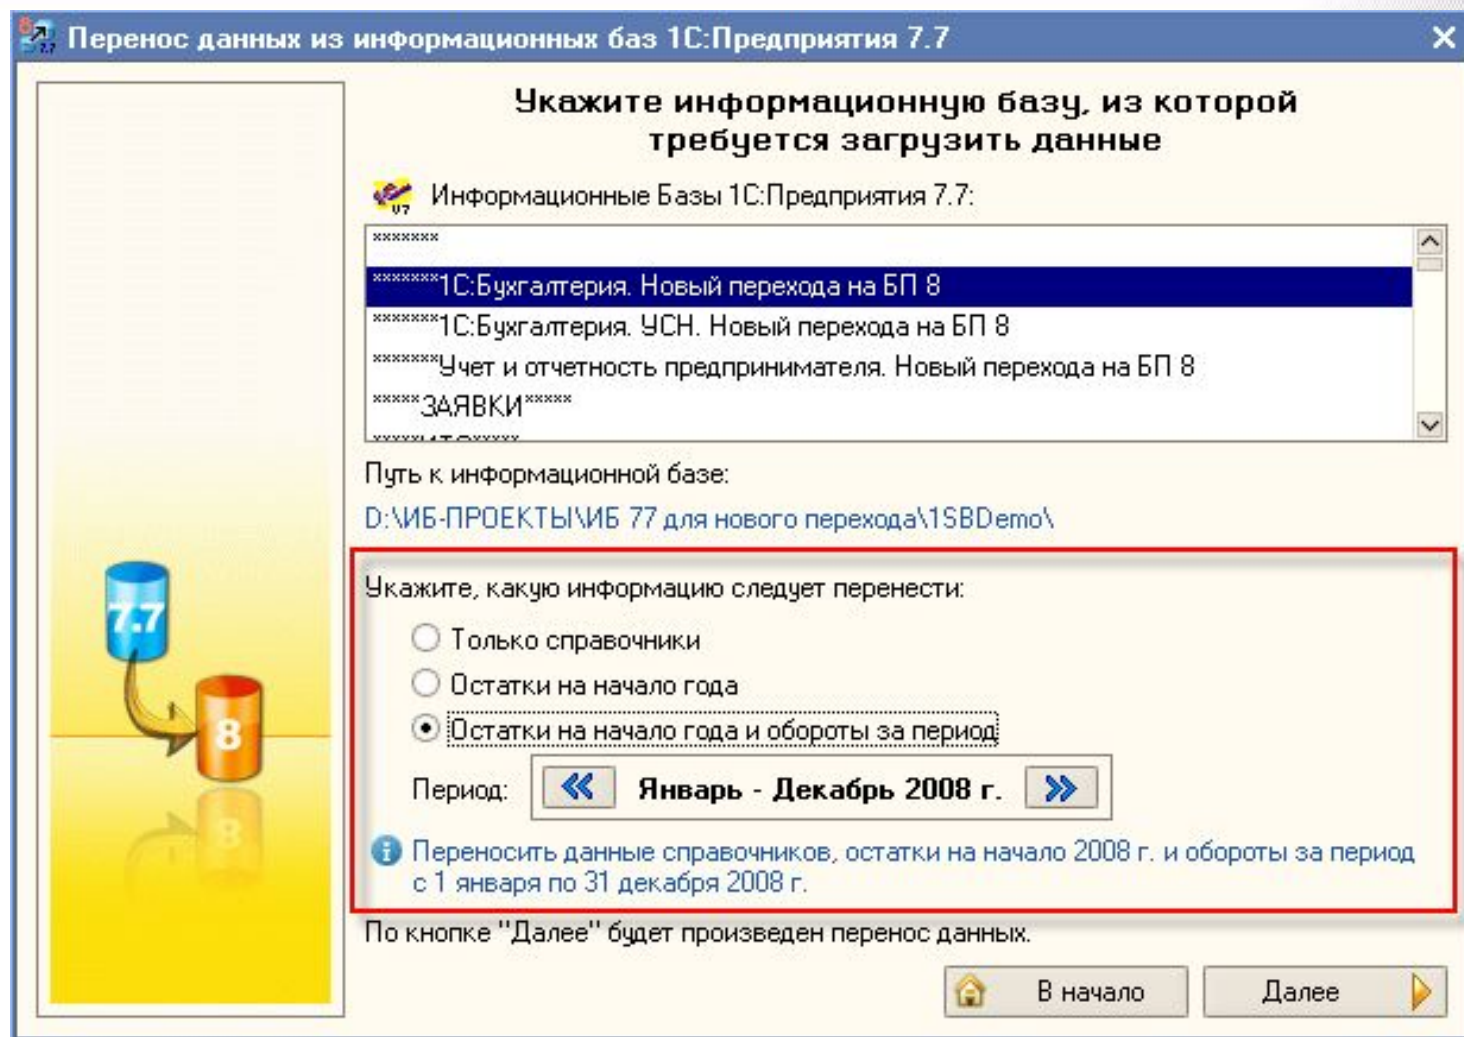 Перенос данных из информационных баз 1С:Предприятия 7.7
Укажите информационную базу, из которой
требуется загрузить данные
Информационные Базы 1С:Предприятия 7.7:
*******
*******1С:Бухгалтерия. Новый перехода на БП 8
*******1С:Бухгалтерия. УСН. Новый перехода на БП 8
*******Учет и отчетность предпринимателя. Новый перехода на БП 8
*****ЗАЯВКИ*****
Путь к информационной базе:
D:\ИБ-ПРОЕКТЫ\ИБ 77 для нового перехода\1SBDemo\
Укажите, какую информацию следует перенести:
Только справочники
Остатки на начало года
Остатки на начало года и обороты за период
Период: Январь - Декабрь 2008 г.
Переносить данные справочников, остатки на начало 2008 г. и обороты за период
с 1 января по 31 декабря 2008 г.
По кнопке "Далее" будет произведен перенос данных.
В начало Далее
7.7
8